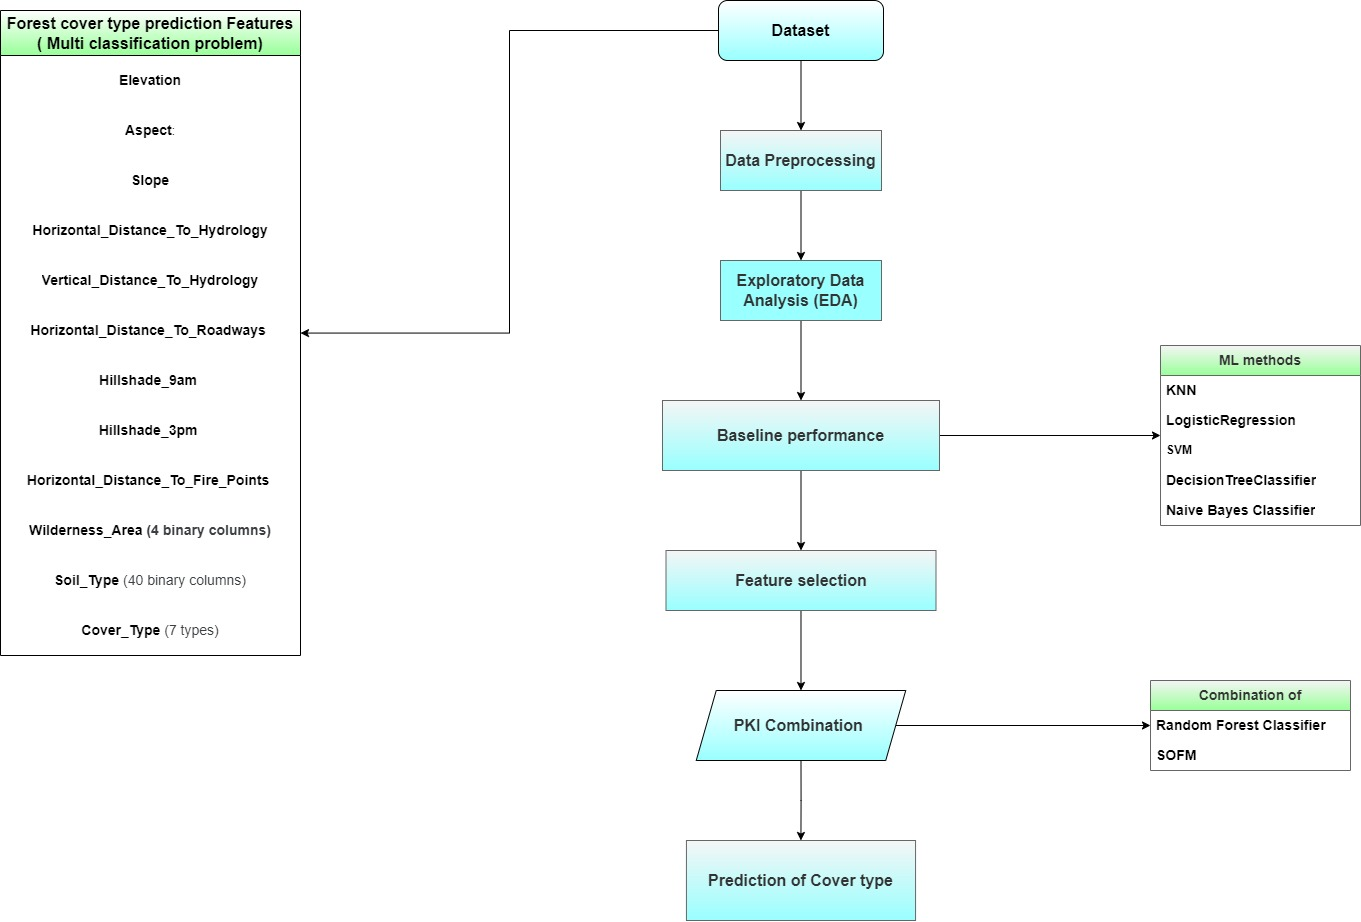 Forest cover type prediction Features
( Multi classification problem)
Elevation
Aspect:
Slope
Horizontal_Distance_To_Hydrology
Vertical_Distance_To_Hydrology
Horizontal_Distance_To_Roadways
Hillshade_9am
Hillshade_3pm
Horizontal_Distance_To_Fire_Points
Wilderness_Area (4 binary columns)
Soil_Type (40 binary columns)
Cover_Type (7 types)
Dataset
Data Preprocessing
Exploratory Data
Analysis (EDA)
Baseline performance
ML methods
KNN
LogisticRegression
SVM
DecisionTreeClassifier
Naive Bayes Classifier
Feature selection
PKI Combination
Combination of
Random Forest Classifier
SOFM
Prediction of Cover type